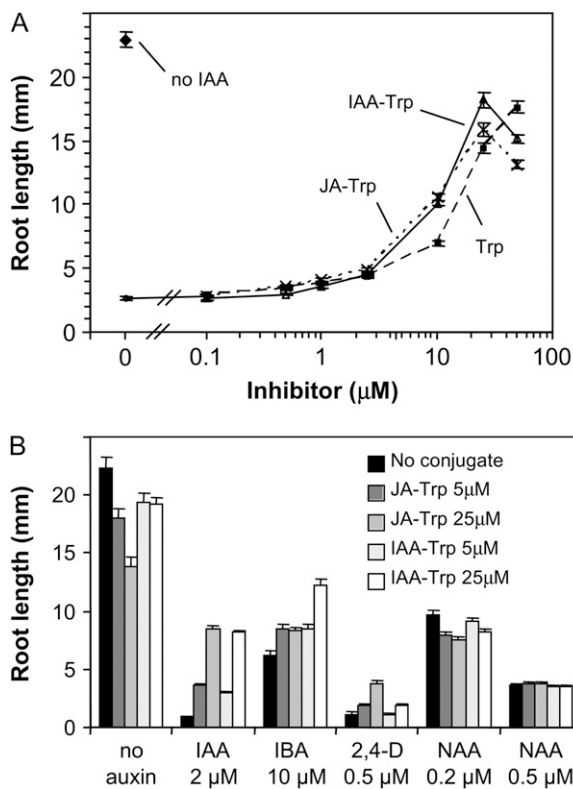 A
Root length (mm)
20
15
10
5
0
no IAA
IAA-Trp
JA-Trp
Trp
0 0.1 1 10 100
Inhibitor (μM)
B
Root length (mm)
20
15
10
5
0
No conjugate
JA-Trp 5μM
JA-Trp 25μM
IAA-Trp 5μM
IAA-Trp 25μM
no IAA IBA 2,4-D NAA NAA
auxin 2 μM 10 μM 0.5 μM 0.2 μM 0.5 μM